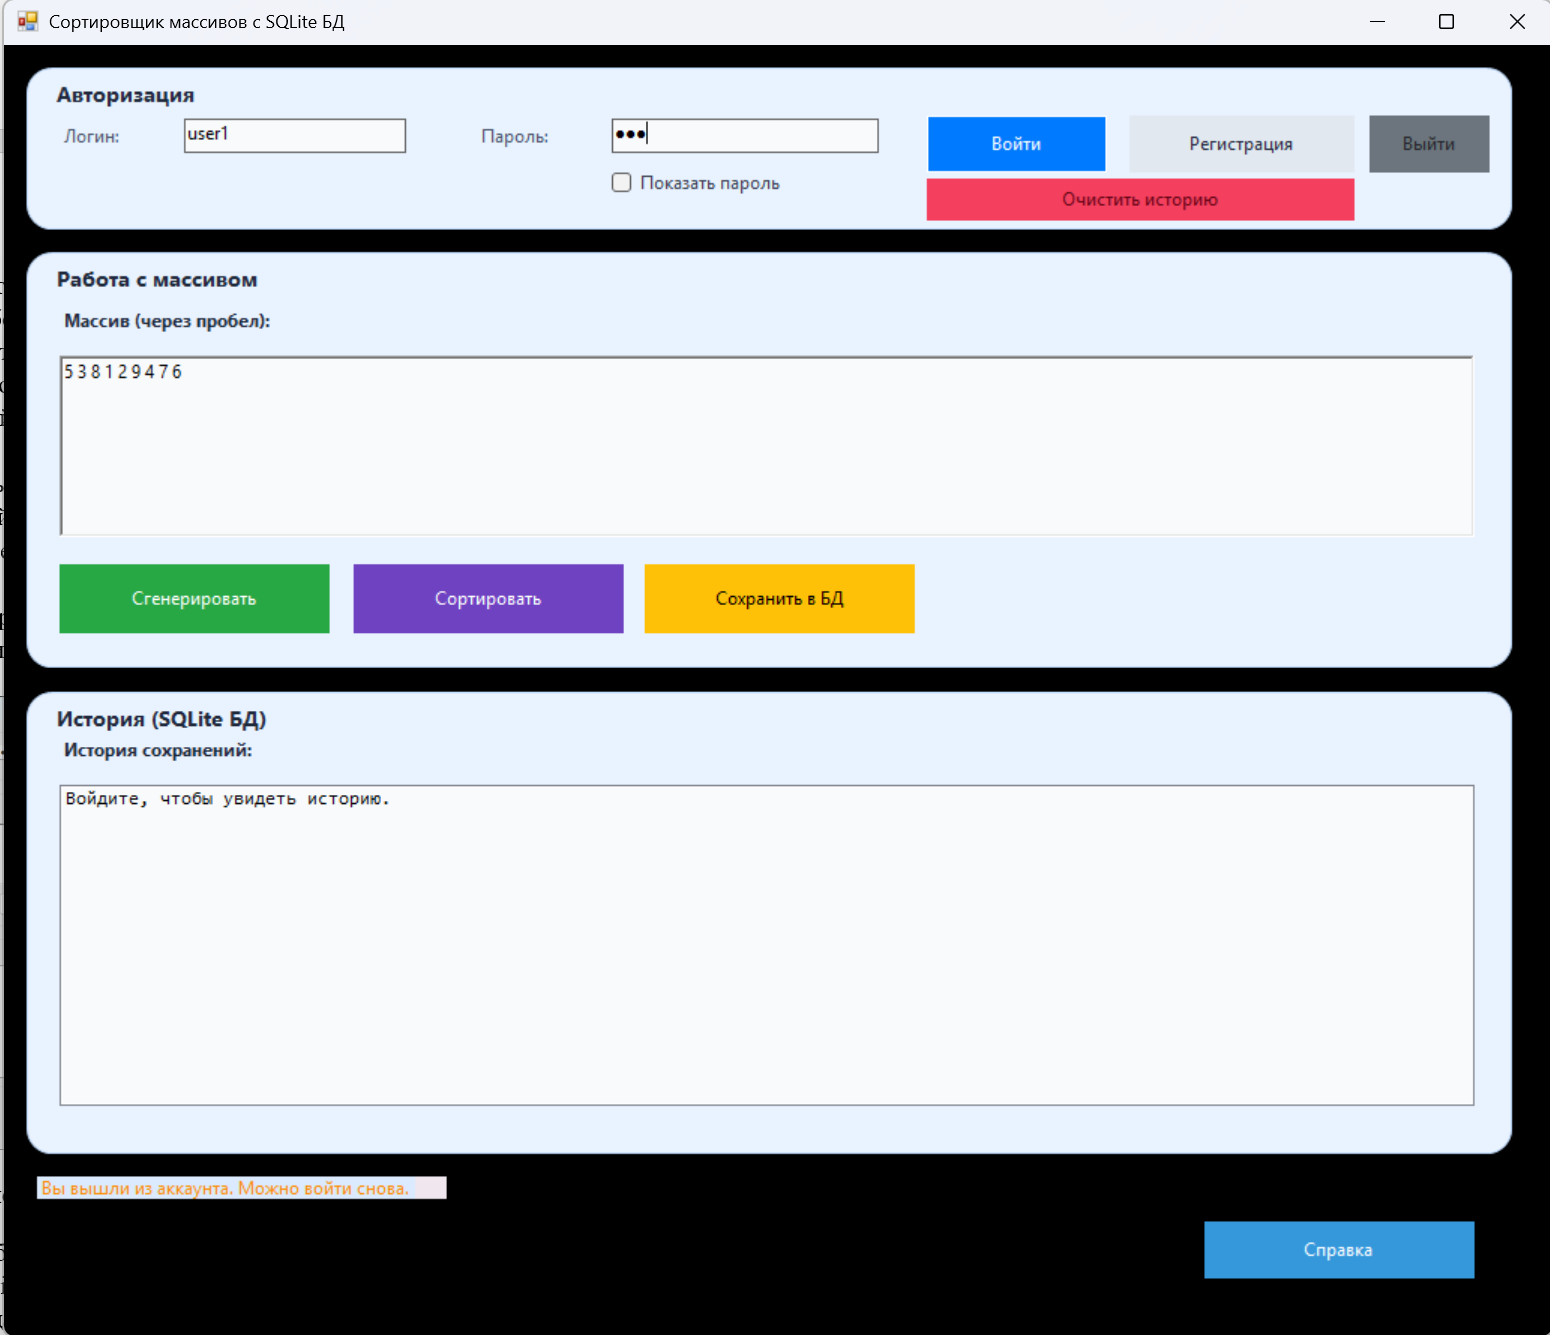 Сортировщик массивов с SQLite БД
Авторизация
Логин: user1 Пароль: ●●● Войти Регистрация Выйти
Показать пароль Очистить историю
Работа с массивом
Массив (через пробел):
5 3 8 1 2 9 4 7 6
Сгенерировать Сортировать Сохранить в БД
История (SQLite БД)
История сохранений:
Войдите, чтобы увидеть историю.
Вы вышли из аккаунта. Можно войти снова.
Справка